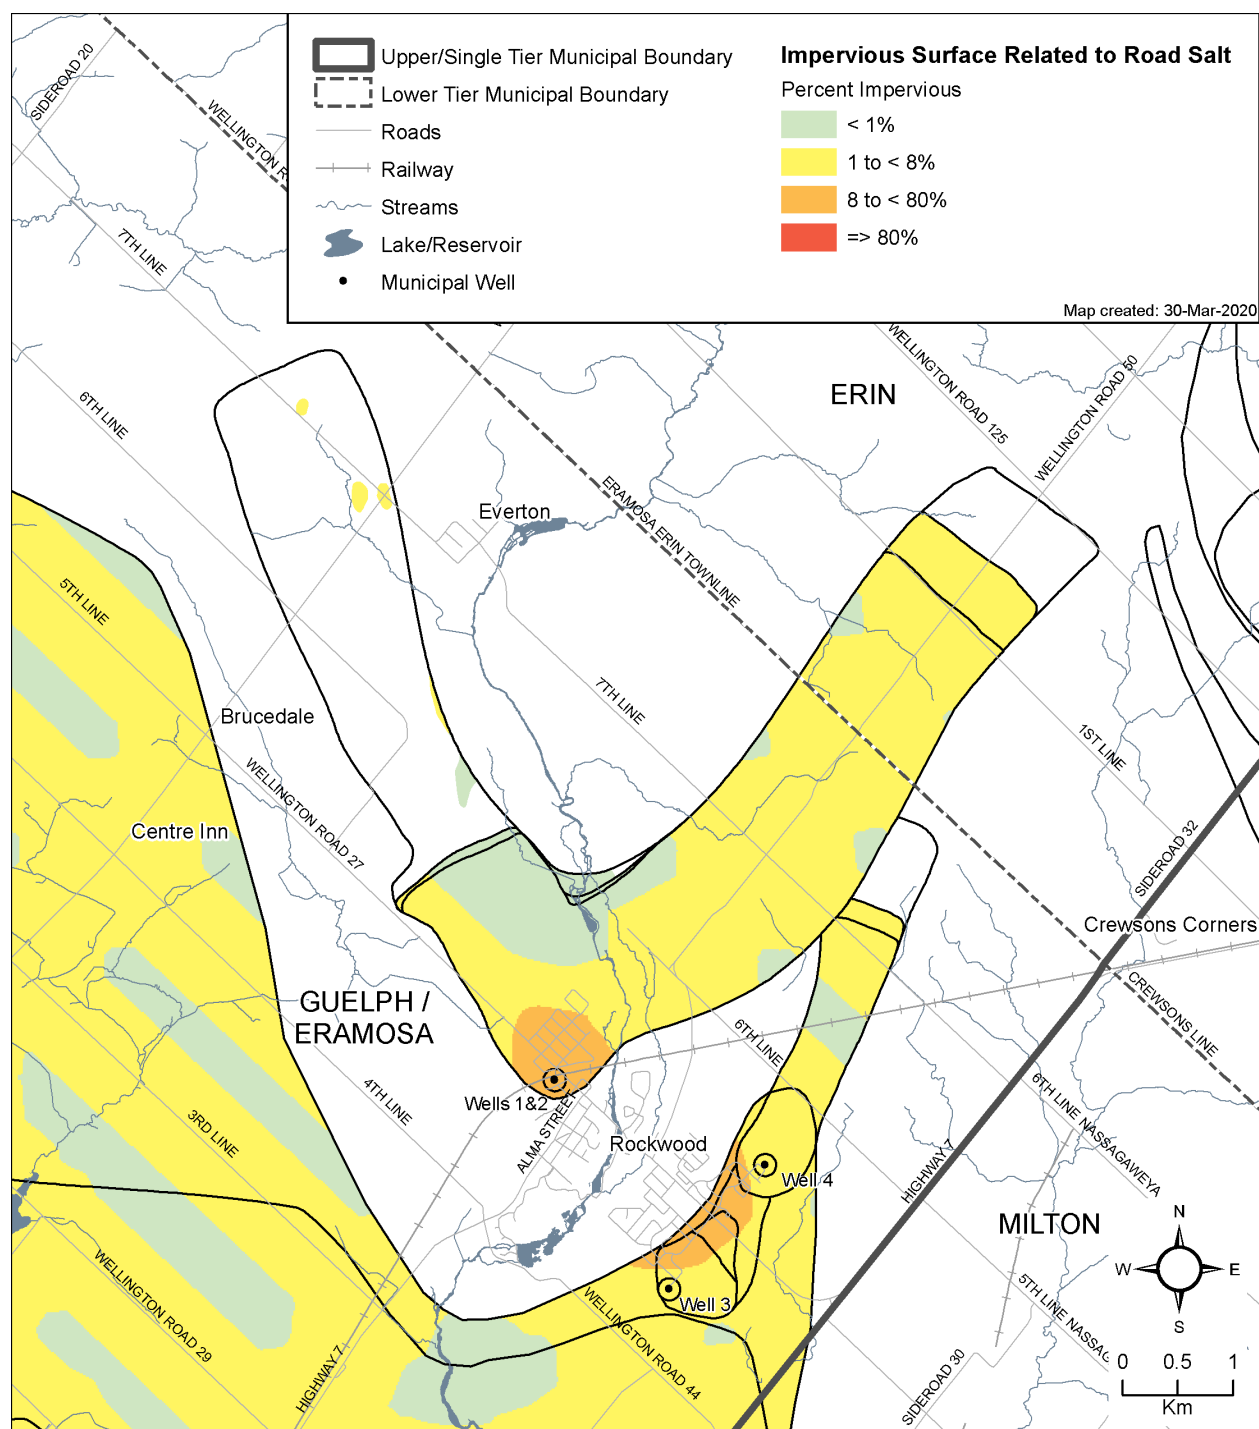 Upper/Single Tier Municipal Boundary
Lower Tier Municipal Boundary
Roads
Railway
Streams
Lake/Reservoir
Municipal Well
Impervious Surface Related to Road Salt
Percent Impervious
< 1%
1 to < 8%
8 to < 80%
=> 80%
Map created: 30-Mar-2020
SIDEROAD 20
WELLINGTON R
7TH LINE
6TH LINE
ERIN
WELLINGTON ROAD 125
WELLINGTON ROAD 50
Everton
ERAMOSA ERIN TOWNLINE
5TH LINE
7TH LINE
Brucedale
1ST LINE
WELLINGTON ROAD 27
Centre Inn
SIDEROAD 32
Crewsons Corners
GUELPH /
ERAMOSA
CREWSONS LINE
6TH LINE
4TH LINE
3RD LINE
Wells 1&2
ALMA STREET
Rockwood
6TH LINE NASSAGAWEYA
HIGHWAY 7
Well 4
MILTON
N
W
E
S
WELLINGTON ROAD 29
Well 3
WELLINGTON ROAD 44
5TH LINE NASSAG
HIGHWAY 7
SIDEROAD 30
0 0.5 1
Km